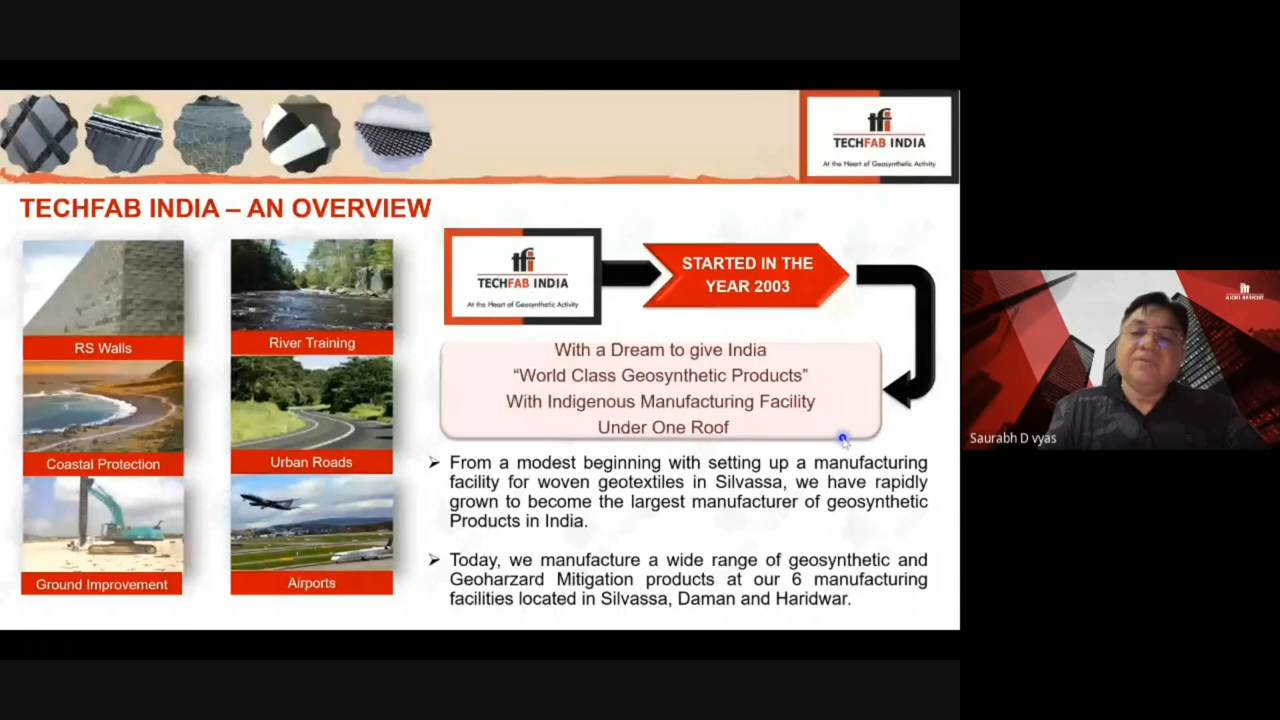 tfi
TECHFAB INDIA
At the Heart of Geosynthetic Activity
TECHFAB INDIA – AN OVERVIEW
RS Walls
River Training
Coastal Protection
Urban Roads
Ground Improvement
Airports
tfi
TECHFAB INDIA
At the Heart of Geosynthetic Activity
STARTED IN THE
YEAR 2003
With a Dream to give India
“World Class Geosynthetic Products”
With Indigenous Manufacturing Facility
Under One Roof
➢ From a modest beginning with setting up a manufacturing
facility for woven geotextiles in Silvassa, we have rapidly
grown to become the largest manufacturer of geosynthetic
Products in India.
➢ Today, we manufacture a wide range of geosynthetic and
Geoharzard Mitigation products at our 6 manufacturing
facilities located in Silvassa, Daman and Haridwar.
Saurabh D vyas